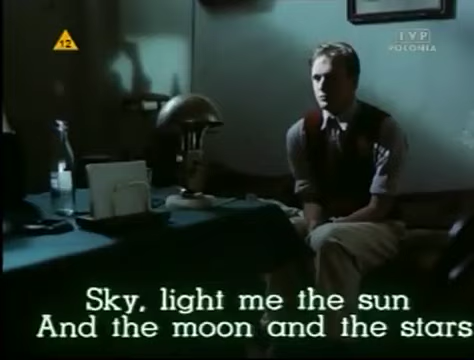 12
TVP
POLONIA
Sky, light me the sun
And the moon and the stars